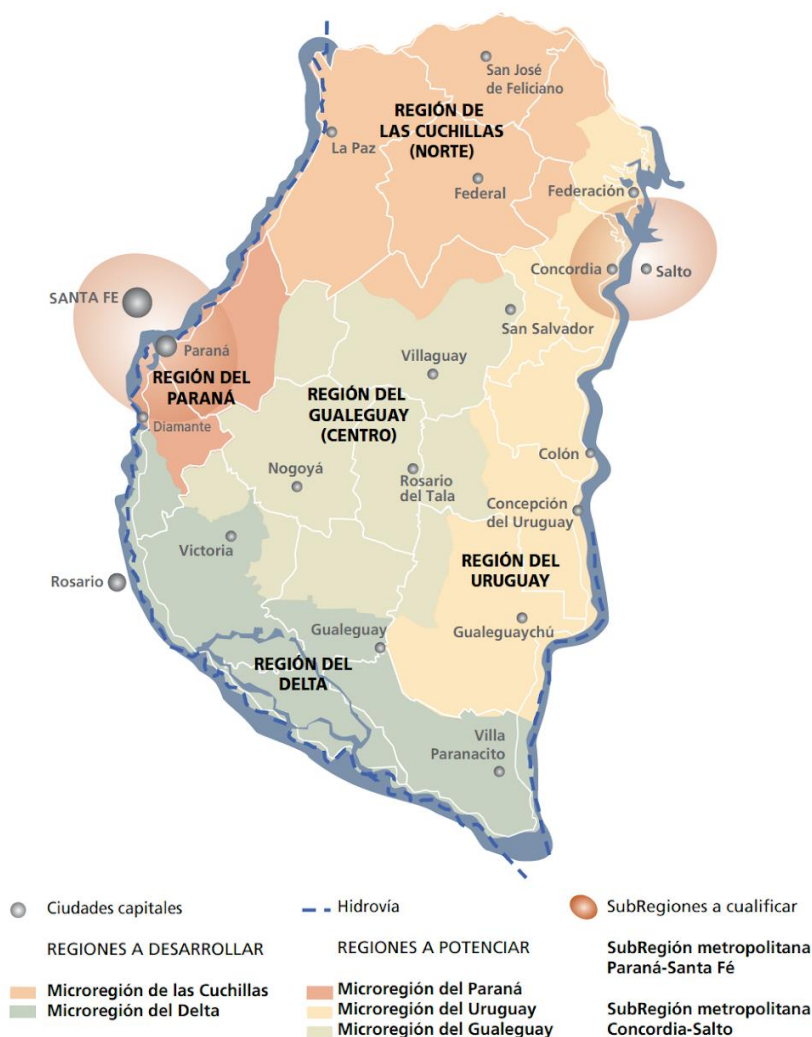 San José
de Feliciano
REGIÓN DE
LAS CUCHILLAS
(NORTE)
La Paz
Federal
Federación
SANTA FE
Concordia
Salto
San Salvador
Paraná
Villaguay
REGIÓN DEL
PARANÁ
REGIÓN DEL
GUALEGUAY
(CENTRO)
Diamante
Colón
Nogoyá
Rosario
del Tala
Concepción
del Uruguay
Victoria
REGIÓN DEL
URUGUAY
Rosario
Gualeguay
Gualeguaychú
REGIÓN DEL
DELTA
Villa
Paranacito
Ciudades capitales
Hidrovía
SubRegiones a cualificar
REGIONES A DESARROLLAR
REGIONES A POTENCIAR
SubRegión metropolitana
Paraná-Santa Fé
Microregión de las Cuchillas
Microregión del Delta
Microregión del Paraná
Microregión del Uruguay
Microregión del Gualeguay
SubRegión metropolitana
Concordia-Salto